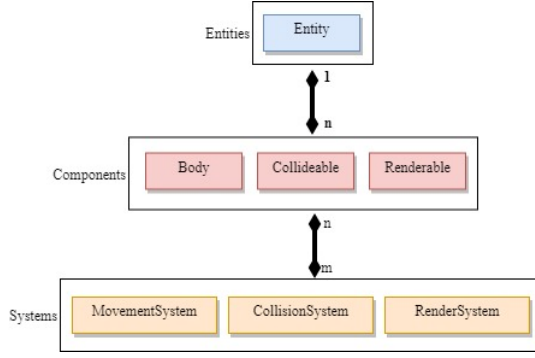 Entities
Entity
1
n
Components
Body
Collideable
Renderable
n
m
Systems
MovementSystem
CollisionSystem
RenderSystem